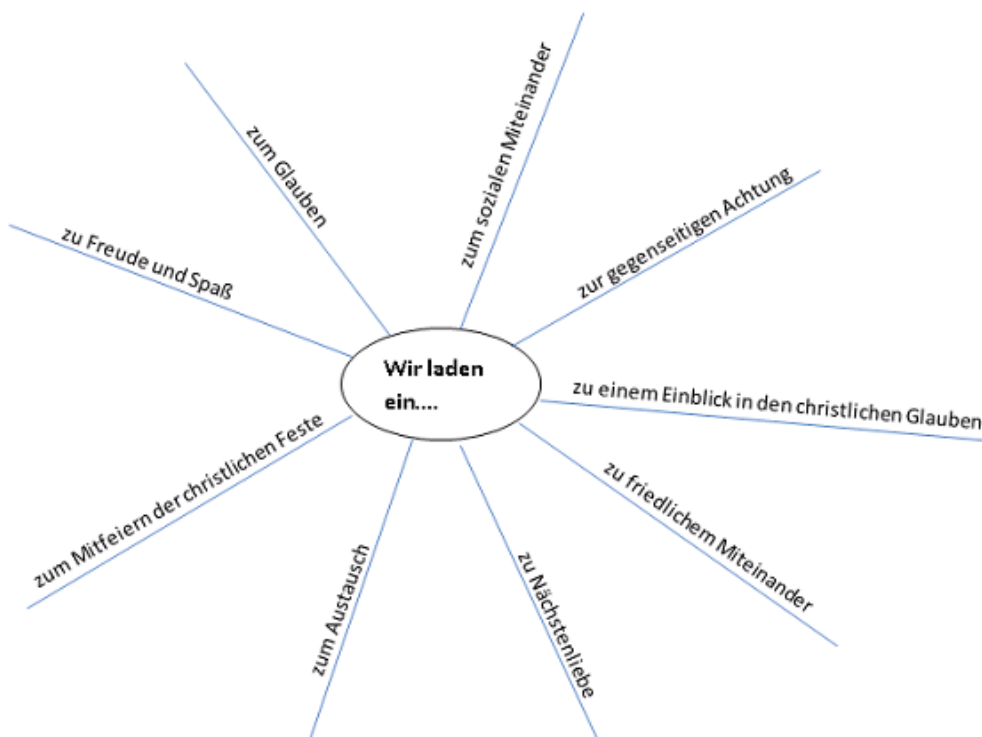 Wir laden
ein....
zum Glauben
zum sozialen Miteinander
zur gegenseitigen Achtung
zu einem Einblick in den christlichen Glauben
zu friedlichem Miteinander
zu Nächstenliebe
zum Austausch
zum Mitfeiern der christlichen Feste
zu Freude und Spaß